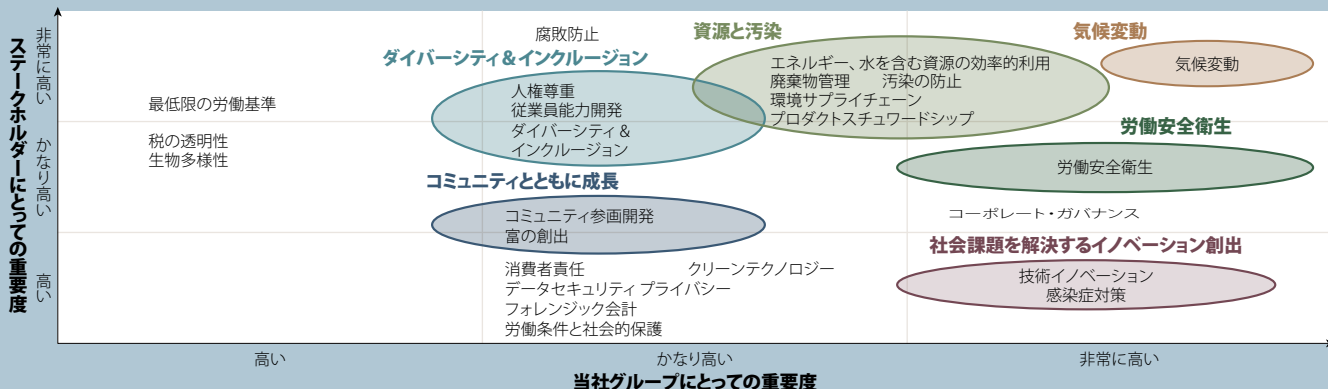 ステークホルダーにとっての重要度
非常に高い
かなり高い
高い
最低限の労働基準
税の透明性
生物多様性
腐敗防止
ダイバーシティ&インクルージョン
人権尊重
従業員能力開発
ダイバーシティ &
インクルージョン
コミュニティとともに成長
コミュニティ参画開発
富の創出
消費者責任 クリーンテクノロジー
データセキュリティ プライバシー
フォレンジック会計
労働条件と社会的保護
資源と汚染
エネルギー、水を含む資源の効率的利用
廃棄物管理 汚染の防止
環境サプライチェーン
プロダクトスチュワードシップ
気候変動
気候変動
労働安全衛生
労働安全衛生
コーポレート・ガバナンス
社会課題を解決するイノベーション創出
技術イノベーション
感染症対策
高い かなり高い 非常に高い
当社グループにとっての重要度